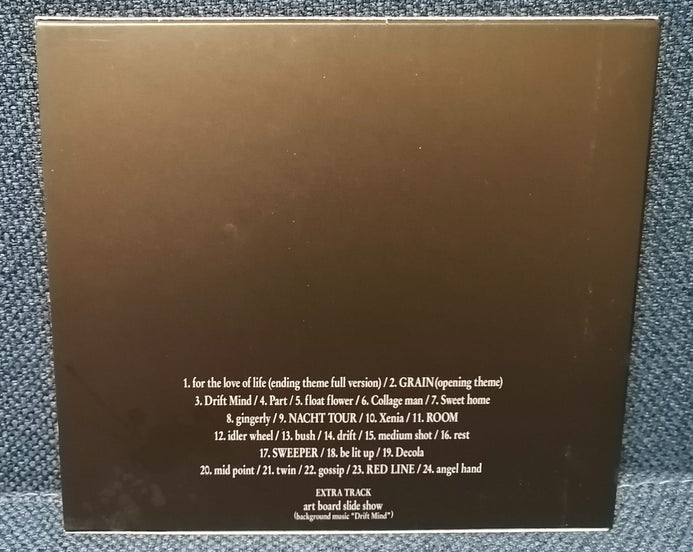 1. for the love of life (ending theme full version) / 2. GRAIN(opening theme)
3. Drift Mind / 4. Part / 5. float flower / 6. Collage man / 7. Sweet home
8. gingerly / 9. NACHT TOUR / 10. Xenia / 11. ROOM
12. idler wheel / 13. bush / 14. drift / 15. medium shot / 16. rest
17. SWEEPER / 18. be lit up / 19. Decola
20. mid point / 21. twin / 22. gossip / 23. RED LINE / 24. angel hand
EXTRA TRACK
art board slide show
(background music "Drift Mind")